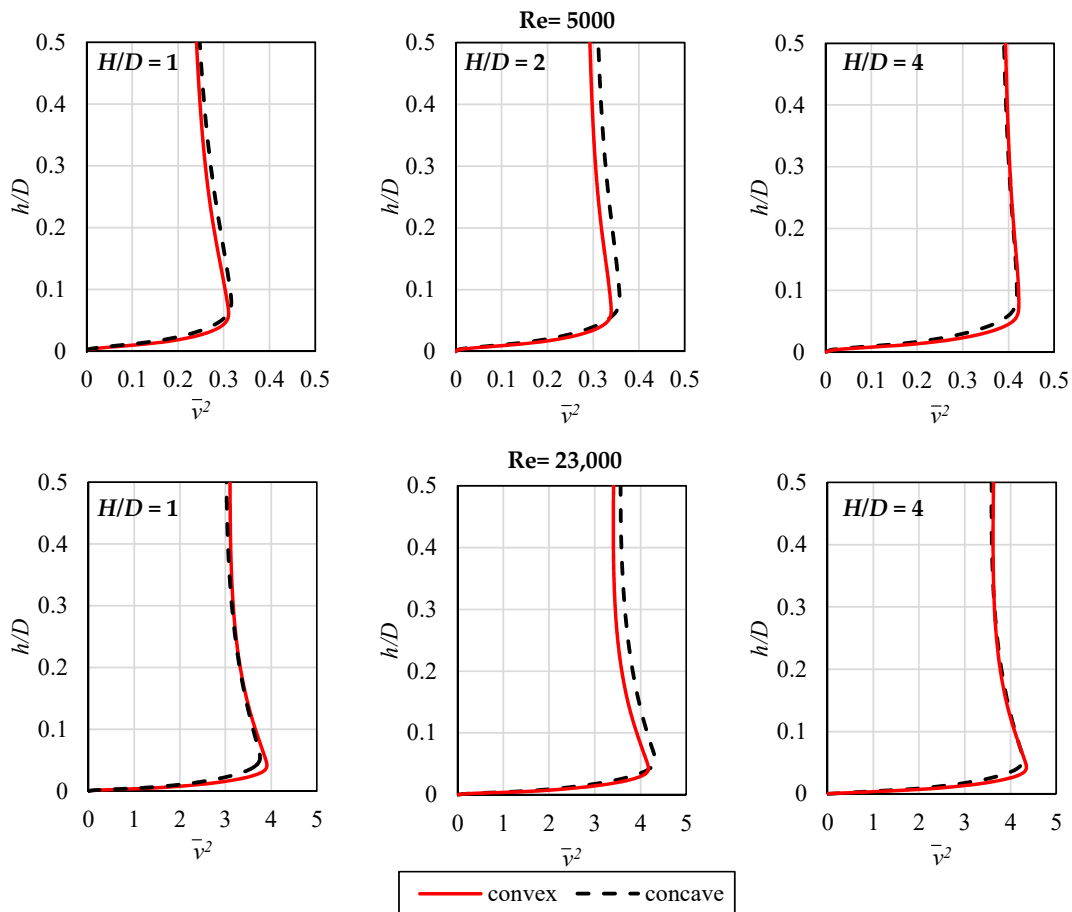 Re= 5000
H/D = 1
H/D = 2
H/D = 4
0.5
0.4
0.3
0.2
0.1
0
h/D
0 0.1 0.2 0.3 0.4 0.5
v̄²
0.5
0.4
0.3
0.2
0.1
0
h/D
0 0.1 0.2 0.3 0.4 0.5
v̄²
0.5
0.4
0.3
0.2
0.1
0
h/D
0 0.1 0.2 0.3 0.4 0.5
v̄²
Re= 23,000
H/D = 1
H/D = 4
0.5
0.4
0.3
0.2
0.1
0
h/D
0 1 2 3 4 5
v̄²
0.5
0.4
0.3
0.2
0.1
0
h/D
0 1 2 3 4 5
v̄²
0.5
0.4
0.3
0.2
0.1
0
h/D
0 1 2 3 4 5
v̄²
convex concave